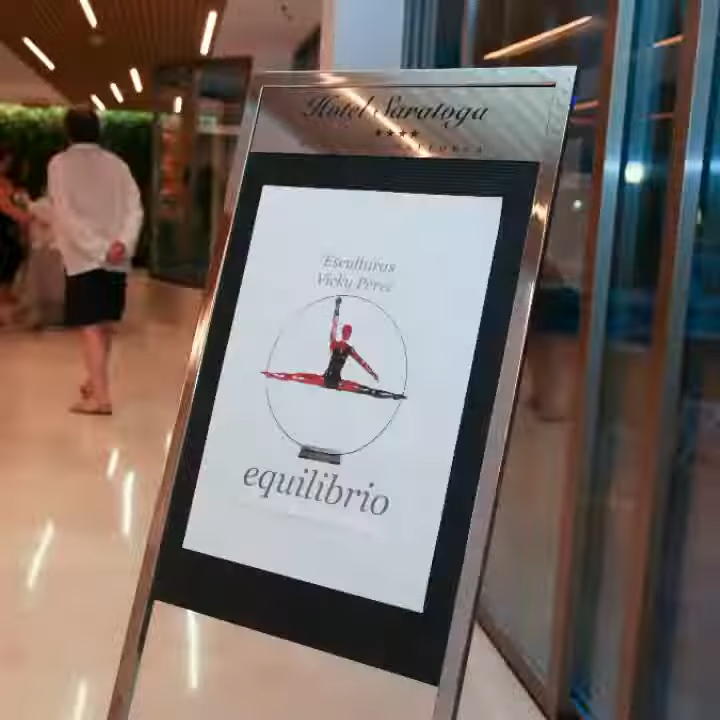 Hotel Saratoga
★★★★
Esculturas
Vicky Pérez
equilibrio